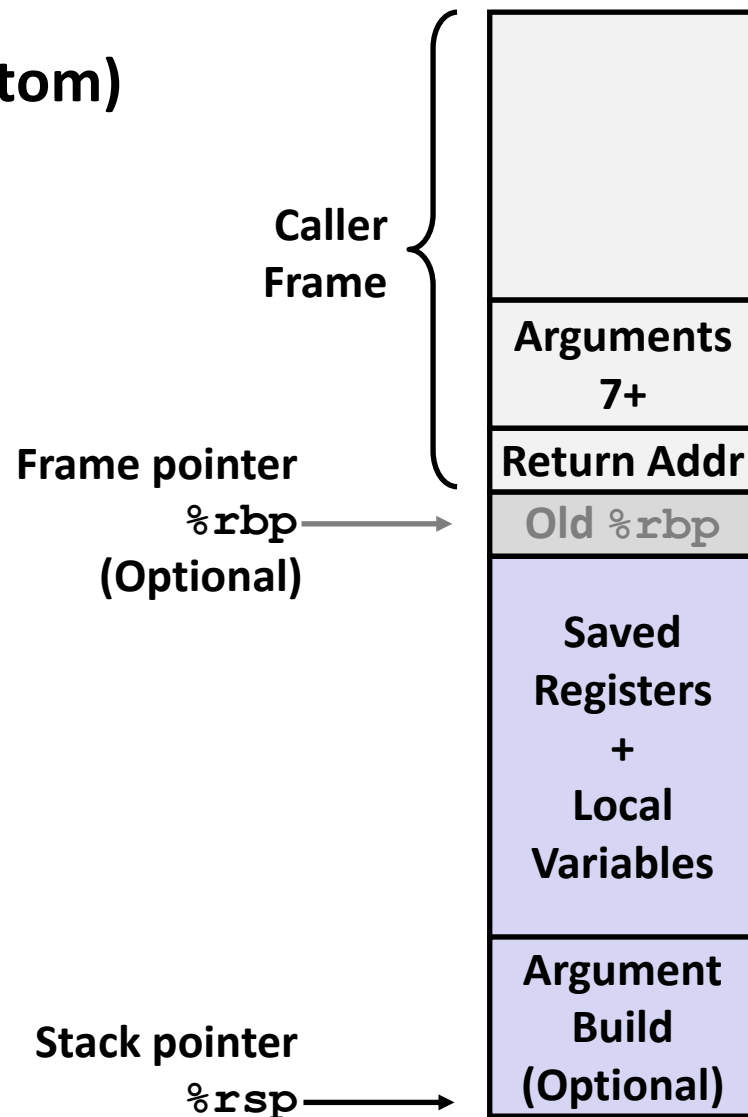 tom)
Caller
Frame
Arguments
7+
Frame pointer
Return Addr
%rbp
Old %rbp
(Optional)
Saved
Registers
+
Local
Variables
Argument
Build
(Optional)
Stack pointer
%rsp